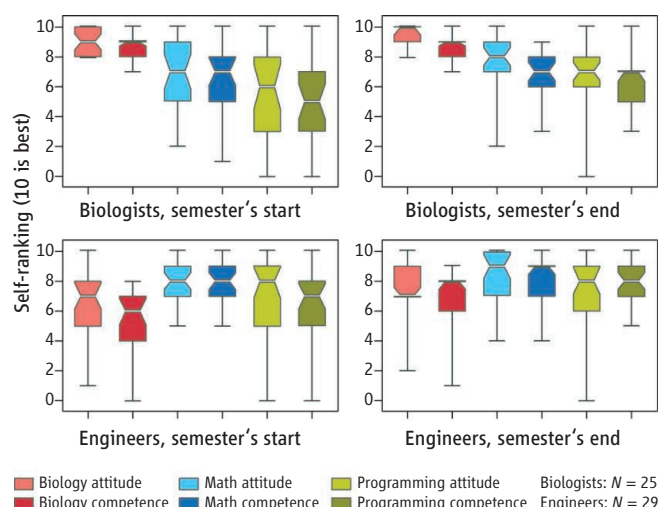 Self-ranking (10 is best)
10 10
8 8
6 6
4 4
2 2
0 0
Biologists, semester‘s start Biologists, semester‘s end
10 10
8 8
6 6
4 4
2 2
0 0
Engineers, semester‘s start Engineers, semester‘s end
Biology attitude Math attitude Programming attitude Biologists: N = 25
Biology competence Math competence Programming competence Engineers: N = 29